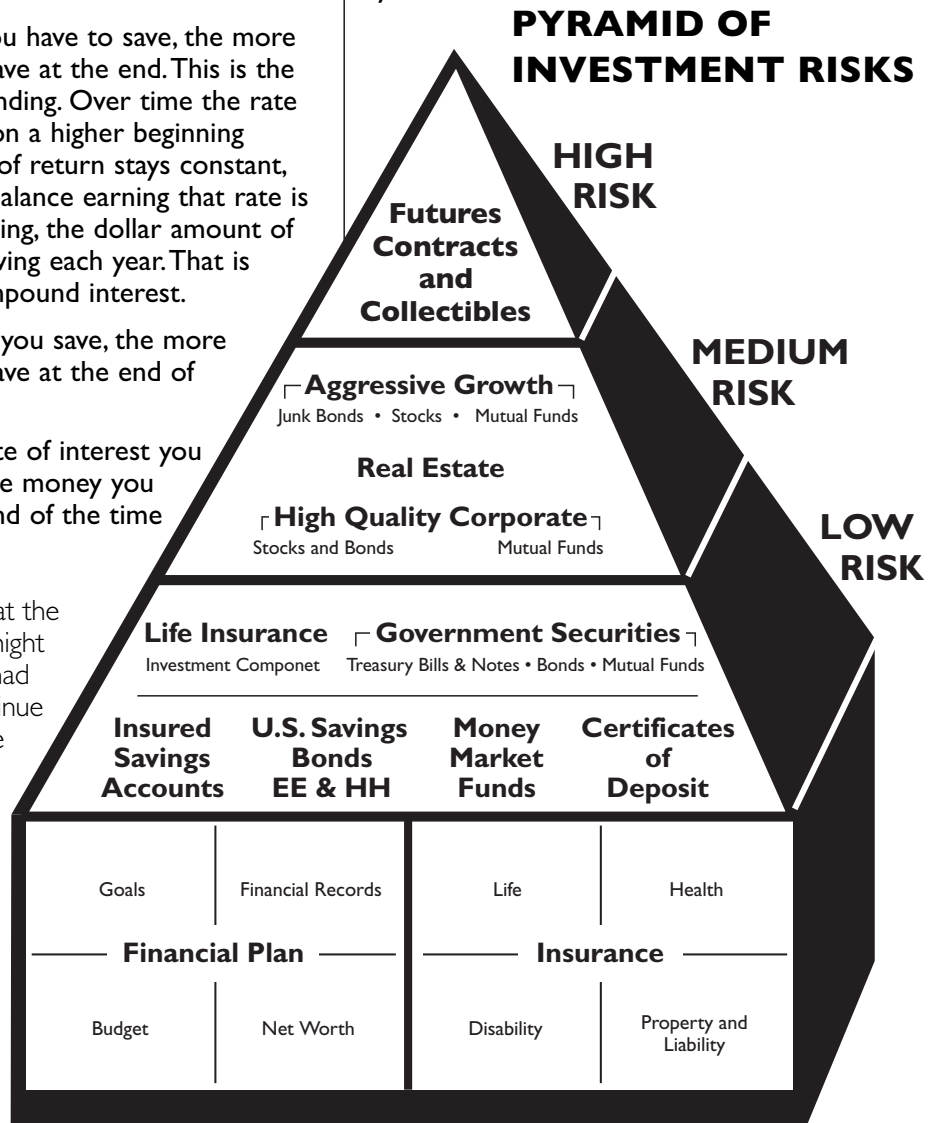 ou have to save, the more
ave at the end. This is the
nding. Over time the rate
on a higher beginning
of return stays constant,
alance earning that rate is
ing, the dollar amount of
ving each year. That is
npound interest.
you save, the more
ave at the end of
te of interest you
e money you
nd of the time
at the
night
had
inue
e
PYRAMID OF
INVESTMENT RISKS
HIGH
RISK
MEDIUM
RISK
LOW
RISK
Futures
Contracts
and
Collectibles
Aggressive Growth
Junk Bonds • Stocks • Mutual Funds
Real Estate
High Quality Corporate
Stocks and Bonds Mutual Funds
Life Insurance Government Securities
Investment Componet Treasury Bills & Notes • Bonds • Mutual Funds
Insured
Savings
Accounts
U.S. Savings
Bonds
EE & HH
Money
Market
Funds
Certificates
of
Deposit
Goals Financial Records Life Health
Financial Plan Insurance
Budget Net Worth Disability Property and
Liability